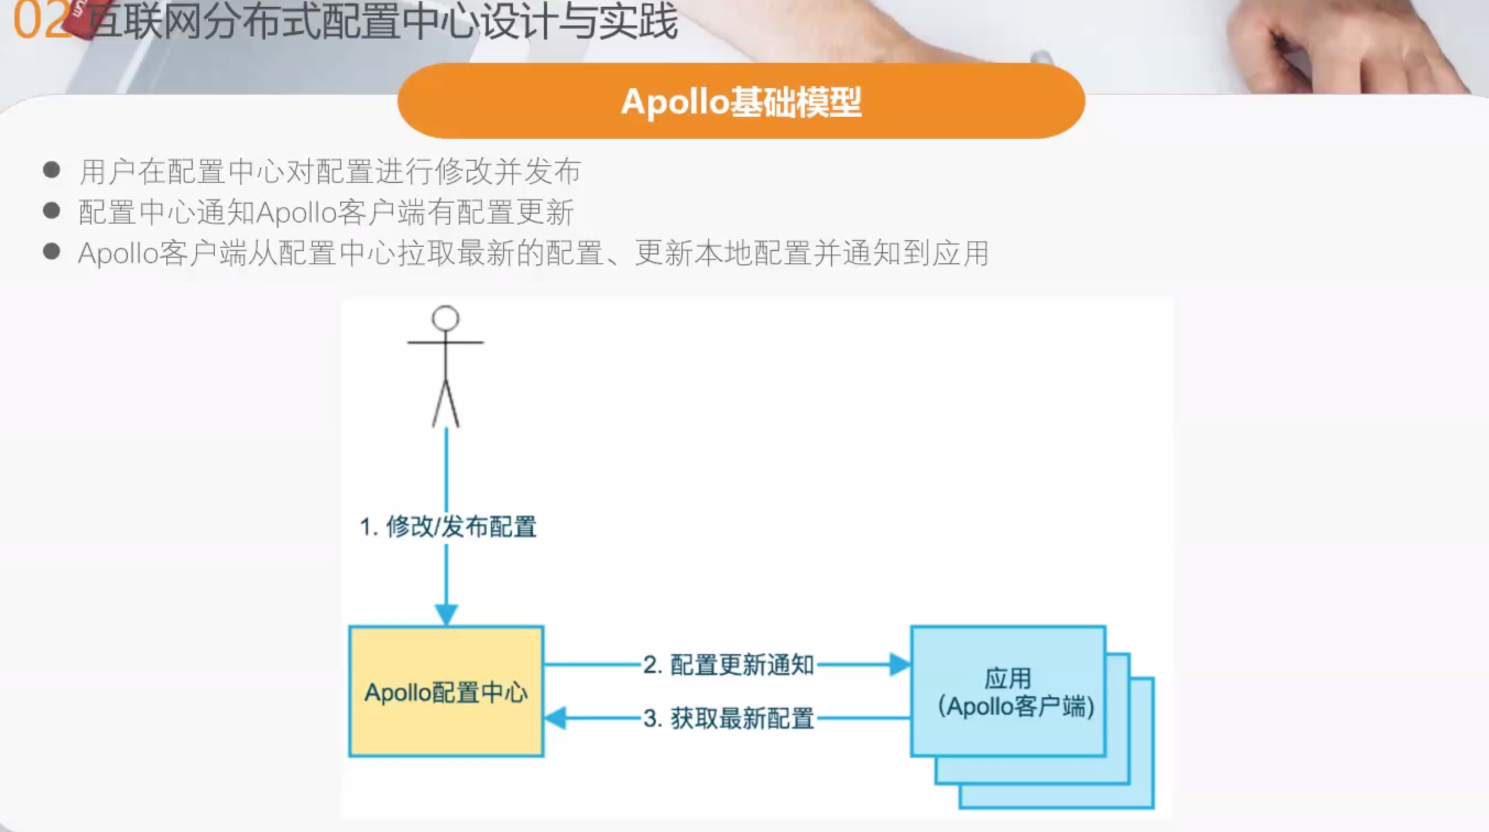 02 互联网分布式配置中心设计与实践
Apollo基础模型
用户在配置中心对配置进行修改并发布
配置中心通知Apollo客户端有配置更新
Apollo客户端从配置中心拉取最新的配置、更新本地配置并通知到应用
1. 修改/发布配置
Apollo配置中心
2. 配置更新通知
3. 获取最新配置
应用
(Apollo客户端)